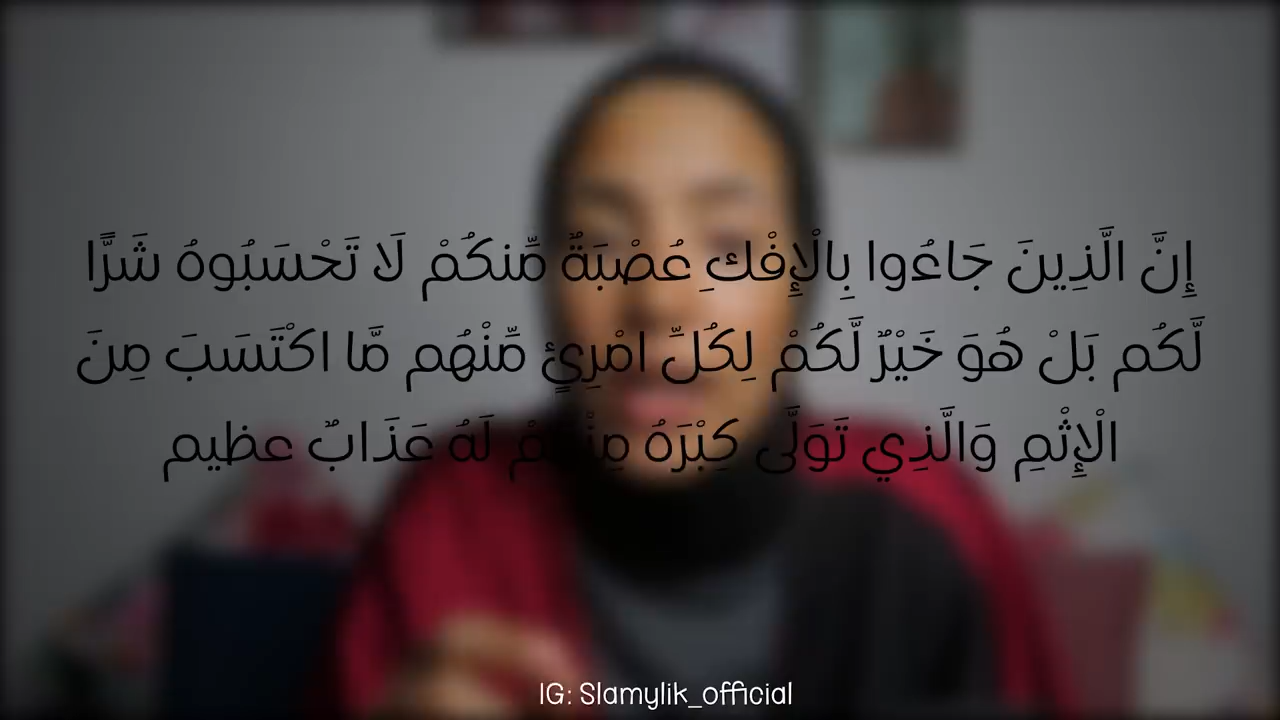 إِنَّ الَّذِينَ جَاءُوا بِالْإِفْكِ عُصْبَةٌ مِّنكُمْ لَا تَحْسَبُوهُ شَرًّا
لَّكُم بَلْ هُوَ خَيْرٌ لَّكُمْ لِكُلِّ امْرِئٍ مِّنْهُم مَّا اكْتَسَبَ مِنَ
الْإِثْمِ وَالَّذِي تَوَلَّى كِبْرَهُ مِنْهُمْ لَهُ عَذَابٌ عظيم
IG: Slamylik_official